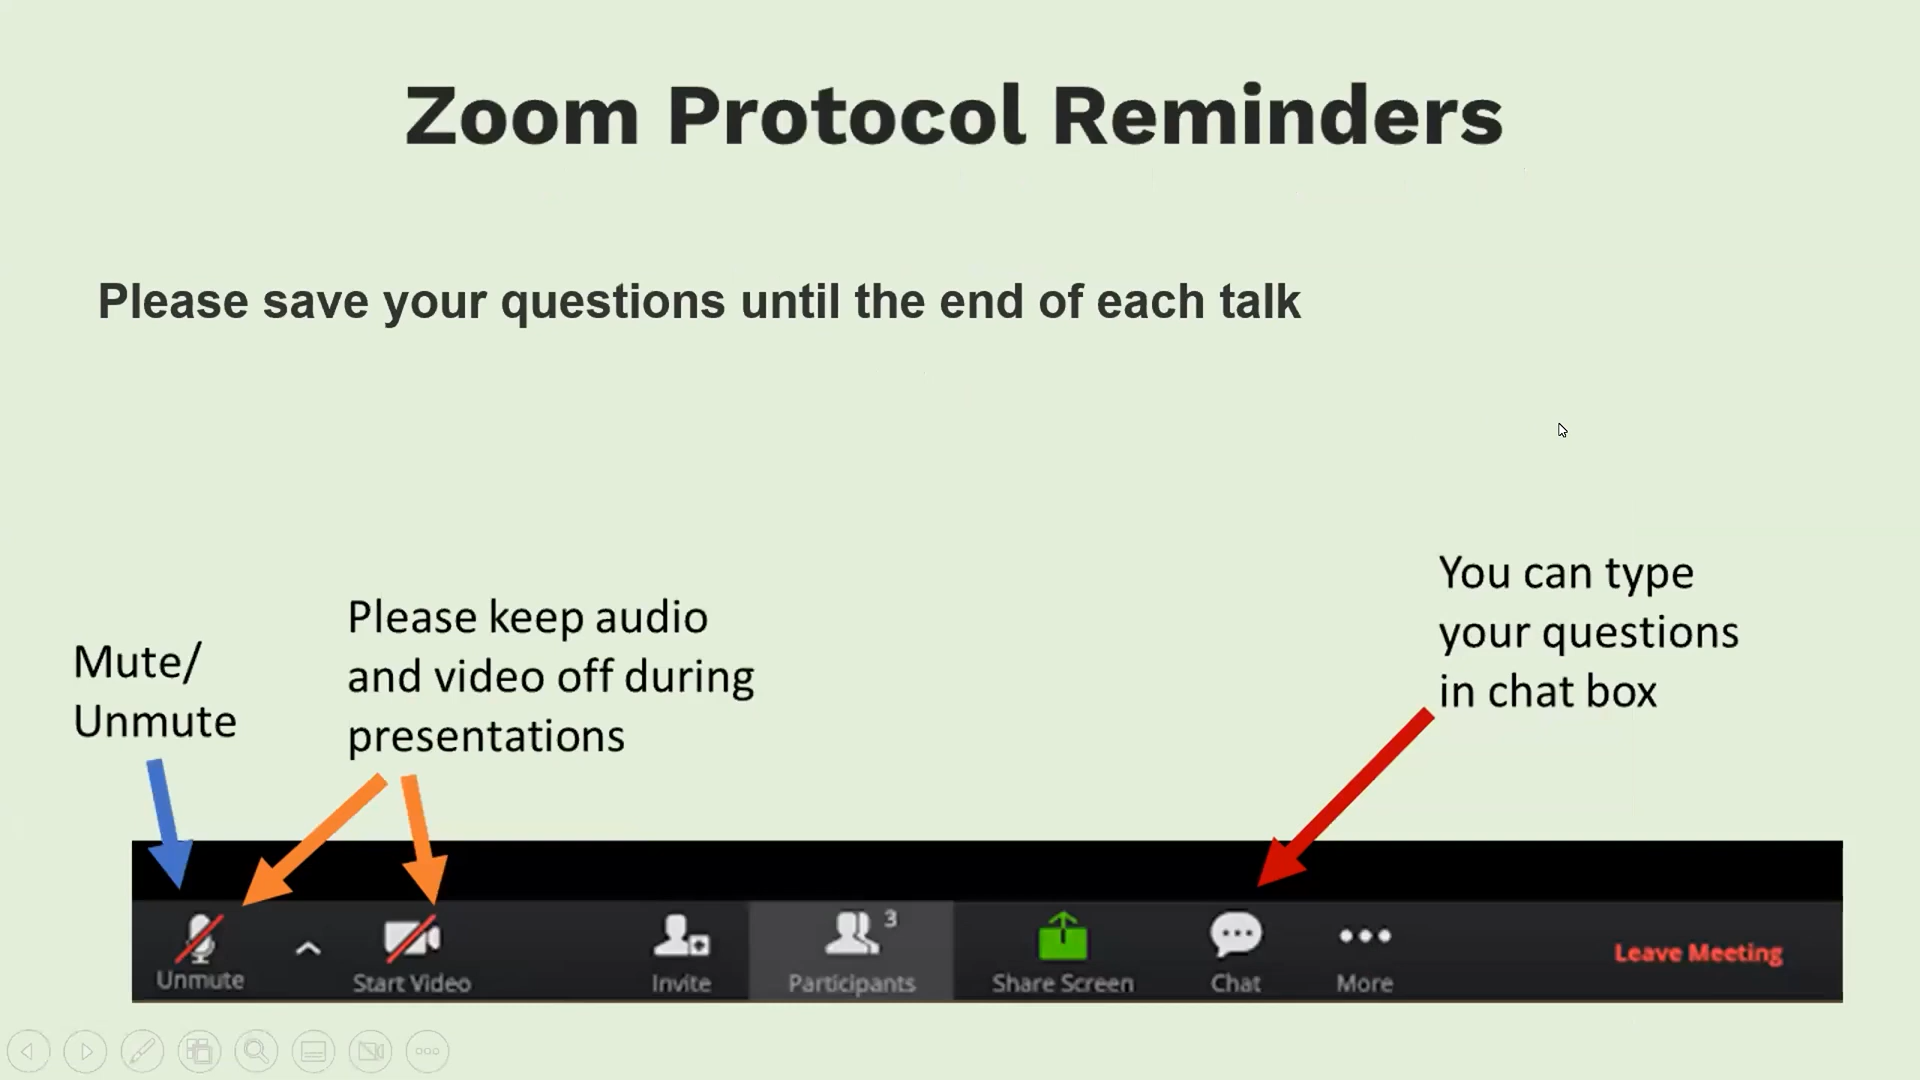 Zoom Protocol Reminders
Please save your questions until the end of each talk
Mute/
Unmute
Please keep audio
and video off during
presentations
You can type
your questions
in chat box
Unmute
Start Video
Invite
3
Participants
Share Screen
Chat
More
Leave Meeting